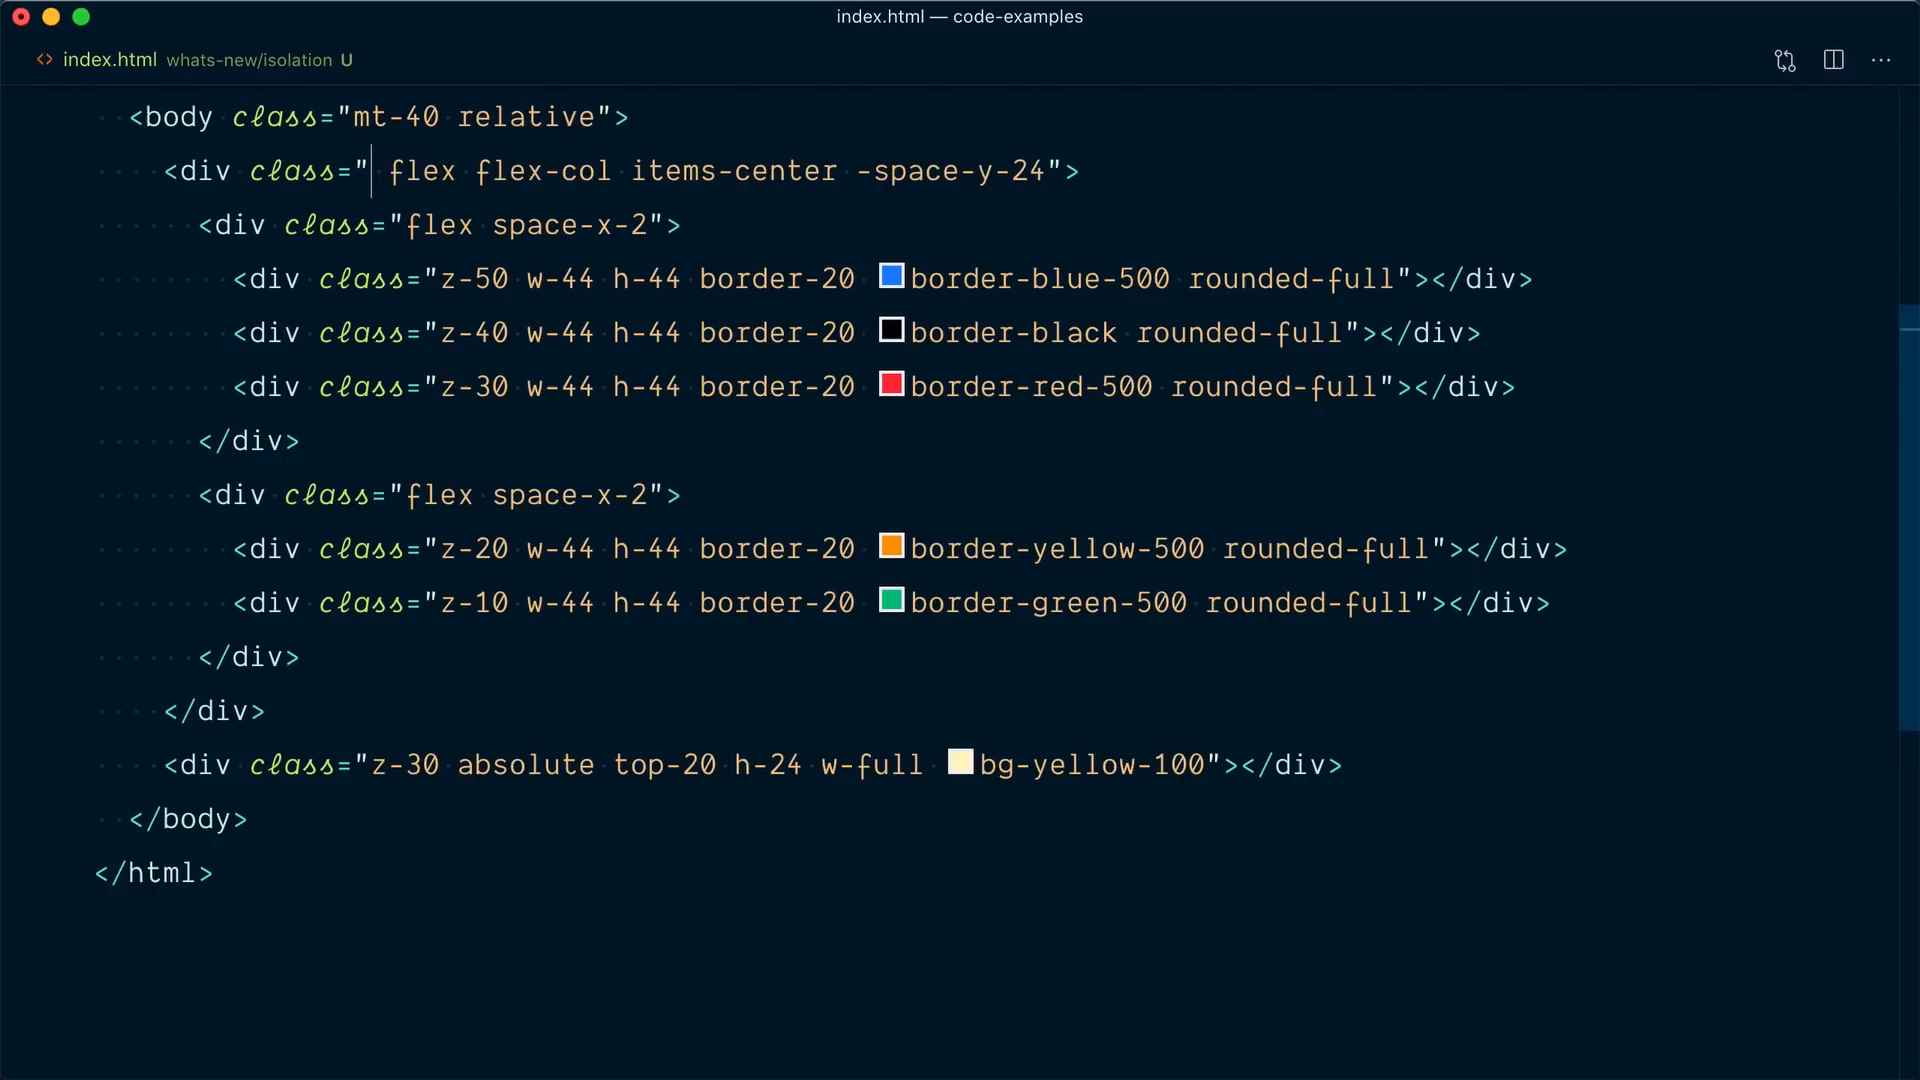 index.html — code-examples
<> index.html whats-new/isolation U
<body class="mt-40 relative">
<div class=" flex flex-col items-center -space-y-24">
<div class="flex space-x-2">
<div class="z-50 w-44 h-44 border-20 border-blue-500 rounded-full"></div>
<div class="z-40 w-44 h-44 border-20 border-black rounded-full"></div>
<div class="z-30 w-44 h-44 border-20 border-red-500 rounded-full"></div>
</div>
<div class="flex space-x-2">
<div class="z-20 w-44 h-44 border-20 border-yellow-500 rounded-full"></div>
<div class="z-10 w-44 h-44 border-20 border-green-500 rounded-full"></div>
</div>
</div>
<div class="z-30 absolute top-20 h-24 w-full bg-yellow-100"></div>
</body>
</html>